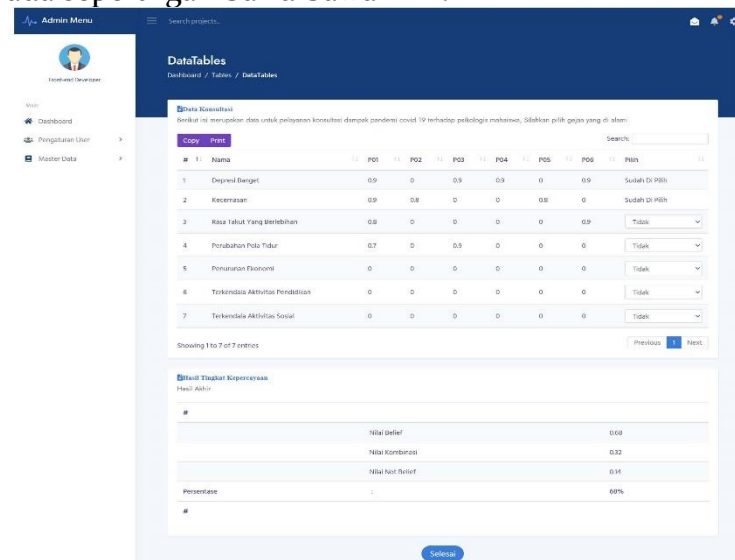 Admin Menu
Search projects..
Frontend Developer
Main
Dashboard
Pengaturan User
Master Data
DataTables
Dashboard / Tables / DataTables
Data Konsultasi
Berikut ini merupakan data untuk pelayanan konsultasi dampak pandemi covid 19 terhadap psikologis mahasiwa, Silahkan pilih gejala yang di alami
Copy Print
Search:
# Nama P01 P02 P03 P04 P05 P06 Pilih
1 Depresi Banget 0.9 0 0.9 0.9 0 0.9 Sudah Di Pilih
2 Kecemasan 0.9 0.8 0 0 0.8 0 Sudah Di Pilih
3 Rasa Takut Yang Berlebihan 0.8 0 0 0 0 0.9 Tidak
4 Perubahan Pola Tidur 0.7 0 0.9 0 0 0 Tidak
5 Penurunan Ekonomi 0 0 0 0 0 0 Tidak
6 Terkendala Aktivitas Pendidikan 0 0 0 0 0 0 Tidak
7 Terkendala Aktivitas Sosial 0 0 0 0 0 0 Tidak
Showing 1 to 7 of 7 entries
Previous 1 Next
Hasil Tingkat Kepercayaan
Hasil Akhir
#
Nilai Belief 0.68
Nilai Kombinasi 0.32
Nilai Not Belief 0.14
Persentase : 68%
#
Selesai